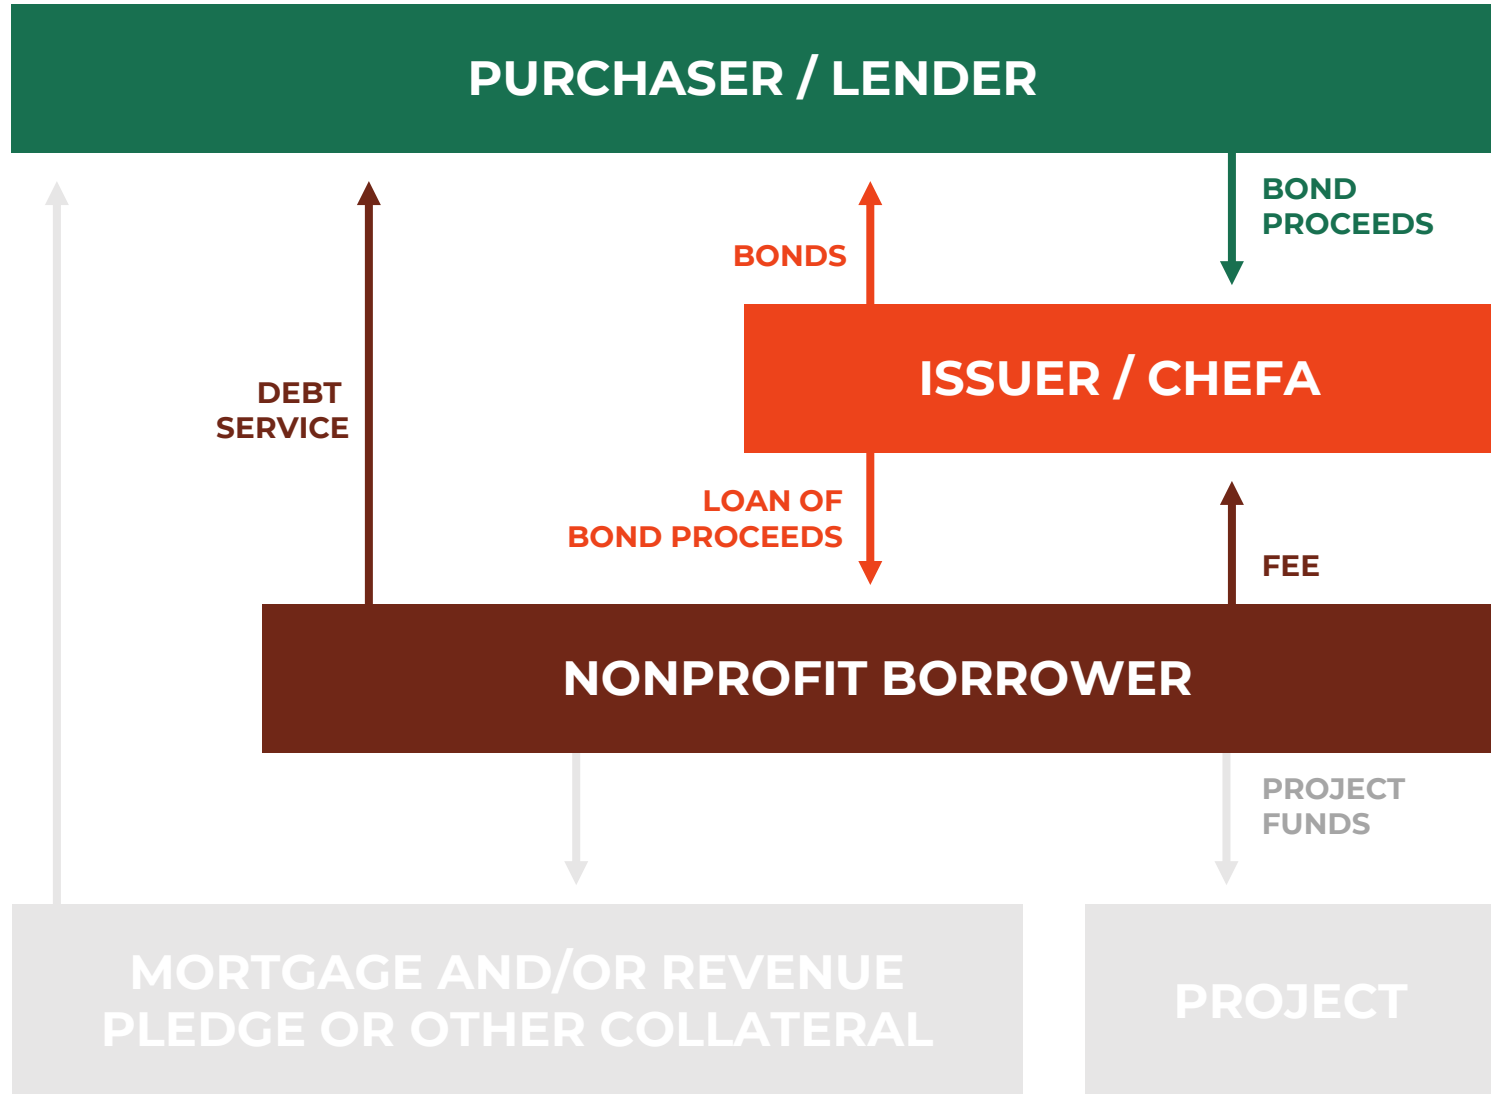 PURCHASER / LENDER
BOND
PROCEEDS
BONDS
ISSUER / CHEFA
DEBT
SERVICE
LOAN OF
BOND PROCEEDS
FEE
NONPROFIT BORROWER
PROJECT
FUNDS
MORTGAGE AND/OR REVENUE
PLEDGE OR OTHER COLLATERAL
PROJECT